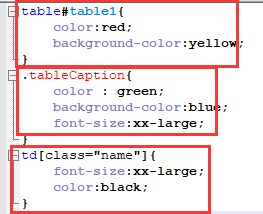 table#table1{
color:red;
background-color:yellow;
}
.tableCaption{
color : green;
background-color:blue;
font-size:xx-large;
}
td[class="name"]{
font-size:xx-large;
color:black;
}